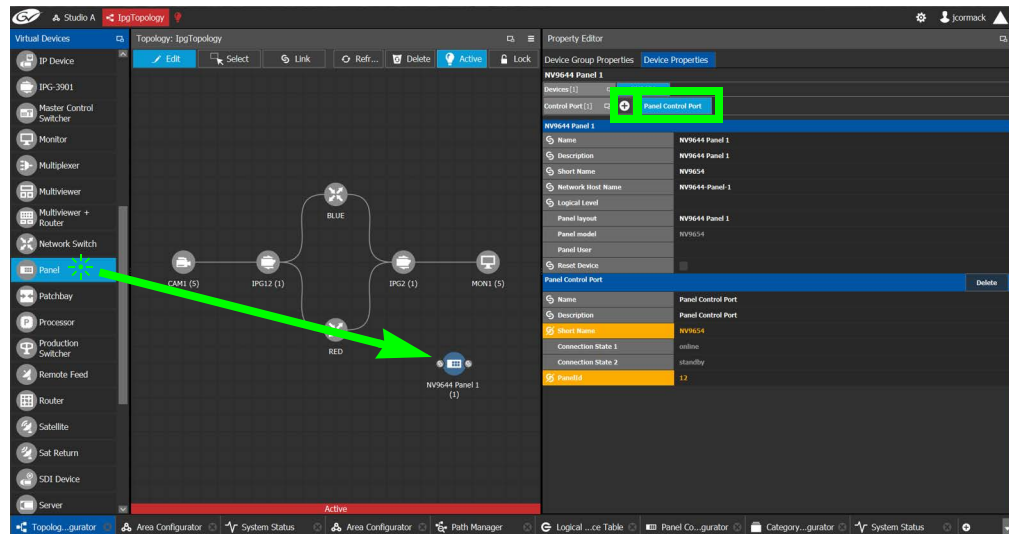 GV Studio A IpgTopology jcormack
Virtual Devices
IP Device
IPG-3901
Master Control
Switcher
Monitor
Multiplexer
Multiviewer
Multiviewer +
Router
Network Switch
Panel
Patchbay
Processor
Production
Switcher
Remote Feed
Router
Satellite
Sat Return
SDI Device
Server
Topology: IpgTopology
Edit Select Link Refr... Delete Active Lock
BLUE
CAM1 (5) IPG12 (1) IPG2 (1) MON1 (5)
RED
NV9644 Panel 1
(1)
Active
Property Editor
Device Group Properties Device Properties
NV9644 Panel 1
Devices [1]
Control Port [1] Panel Control Port
NV9644 Panel 1
Name NV9644 Panel 1
Description NV9644 Panel 1
Short Name NV9654
Network Host Name NV9644-Panel-1
Logical Level
Panel layout NV9644 Panel 1
Panel model NV9654
Panel User
Reset Device
Panel Control Port Delete
Name Panel Control Port
Description Panel Control Port
Short Name NV9654
Connection State 1 online
Connection State 2 standby
PanelId 12
Topolog...gurator Area Configurator System Status Area Configurator Path Manager Logical ...ce Table Panel Co...gurator Category...gurator System Status